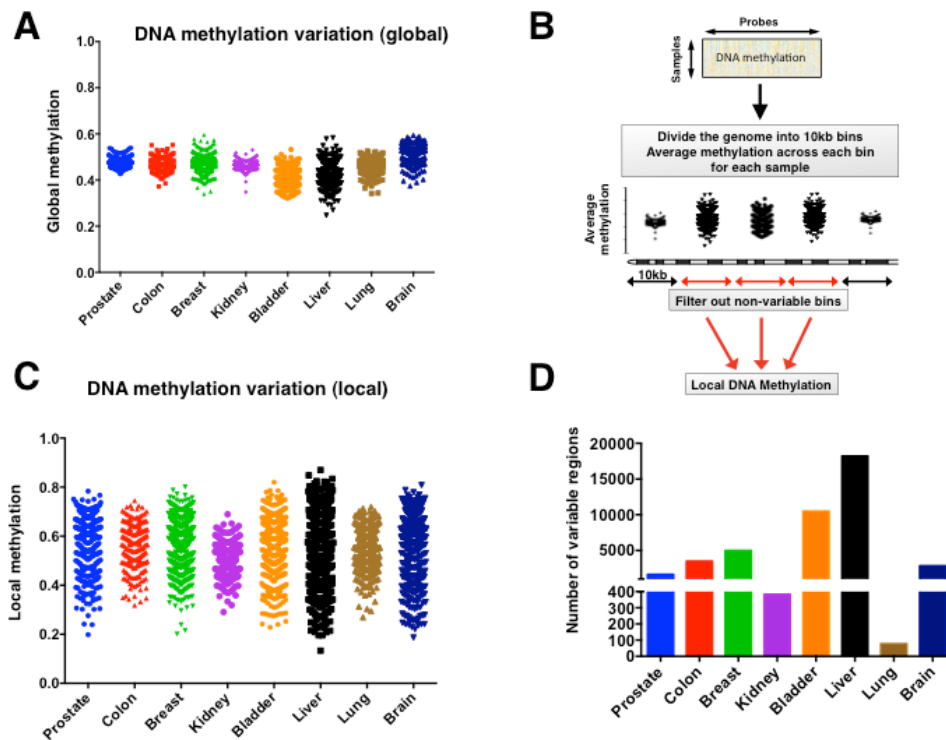 A
DNA methylation variation (global)
Global methylation
1.0
0.8
0.6
0.4
0.2
0.0
Prostate
Colon
Breast
Kidney
Bladder
Liver
Lung
Brain
B
Probes
Samples
DNA methylation
Divide the genome into 10kb bins
Average methylation across each bin
for each sample
Average
methylation
10kb
Filter out non-variable bins
Local DNA Methylation
C
DNA methylation variation (local)
Local methylation
1.0
0.8
0.6
0.4
0.2
0.0
Prostate
Colon
Breast
Kidney
Bladder
Liver
Lung
Brain
D
Number of variable regions
20000
15000
10000
5000
400
300
200
100
0
Prostate
Colon
Breast
Kidney
Bladder
Liver
Lung
Brain